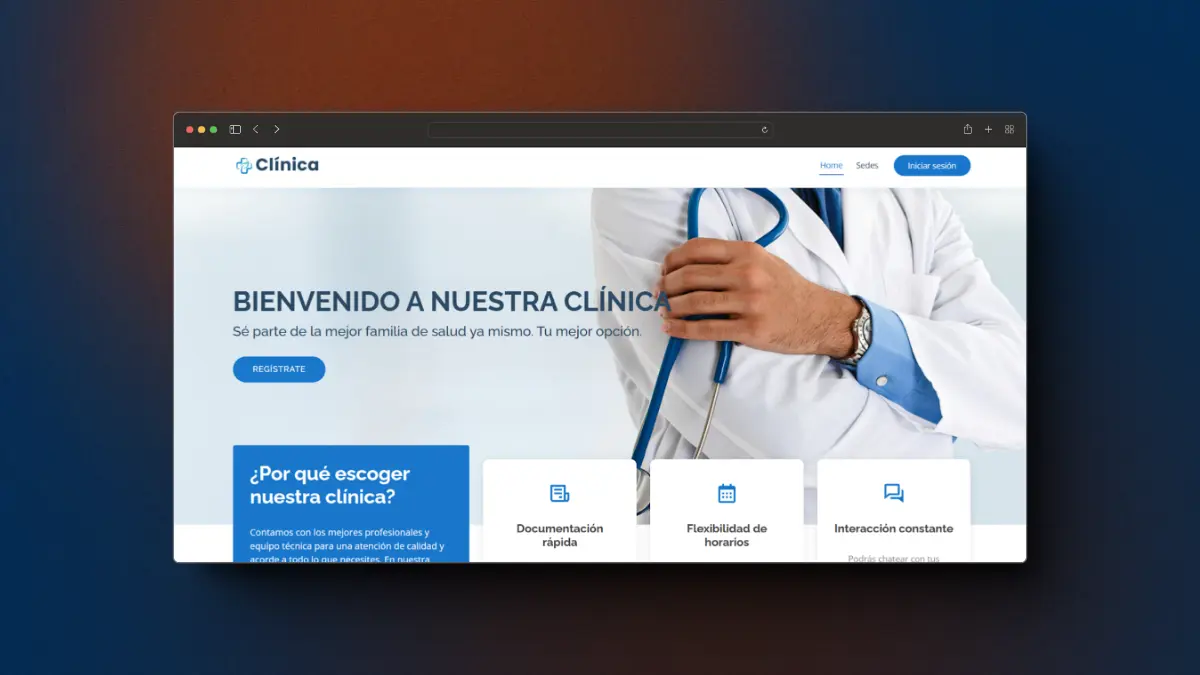 Clínica
Home
Sedes
Iniciar sesión
BIENVENIDO A NUESTRA CLÍNICA
Sé parte de la mejor familia de salud ya mismo. Tu mejor opción.
REGÍSTRATE
¿Por qué escoger
nuestra clínica?
Contamos con los mejores profesionales y
equipo técnica para una atención de calidad y
acorde a todo lo que necesites. En nuestra
Documentación
rápida
Flexibilidad de
horarios
Interacción constante
Podrás chatear con tus